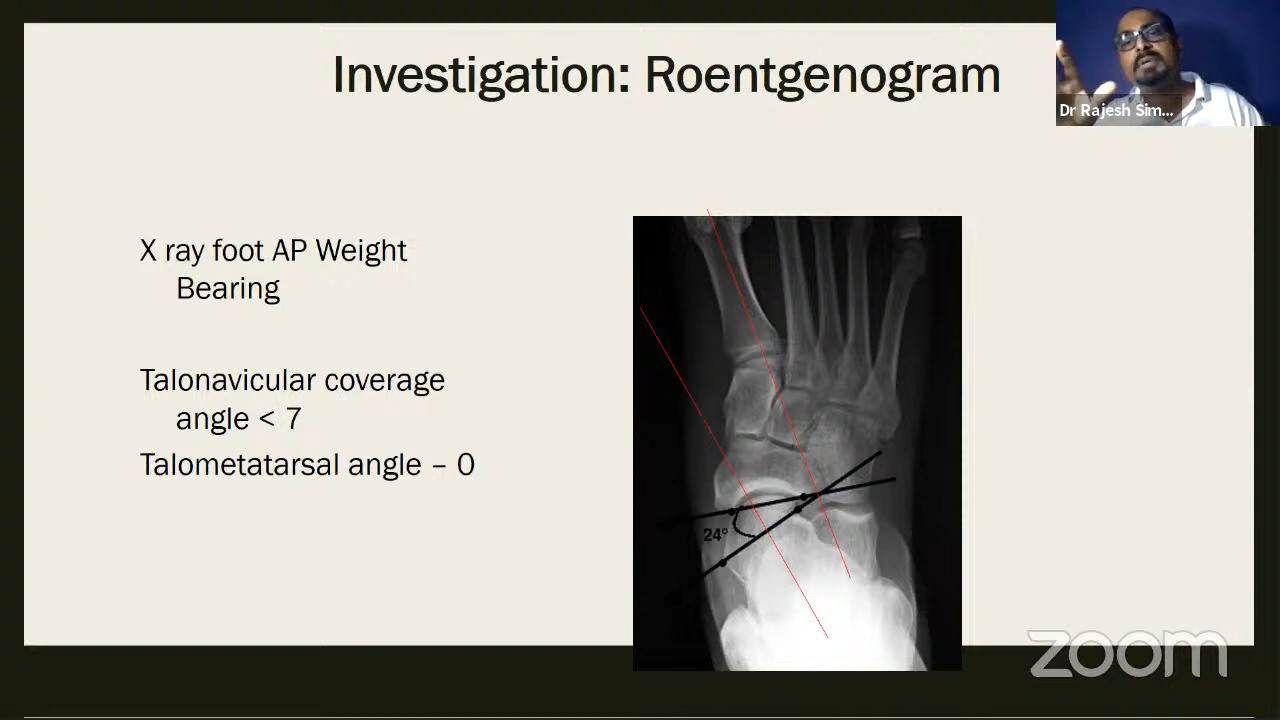 Investigation: Roentgenogram
Dr Rajesh Sim...
X ray foot AP Weight
Bearing
Talonavicular coverage
angle < 7
Talometatarsal angle – 0
24°
zoom